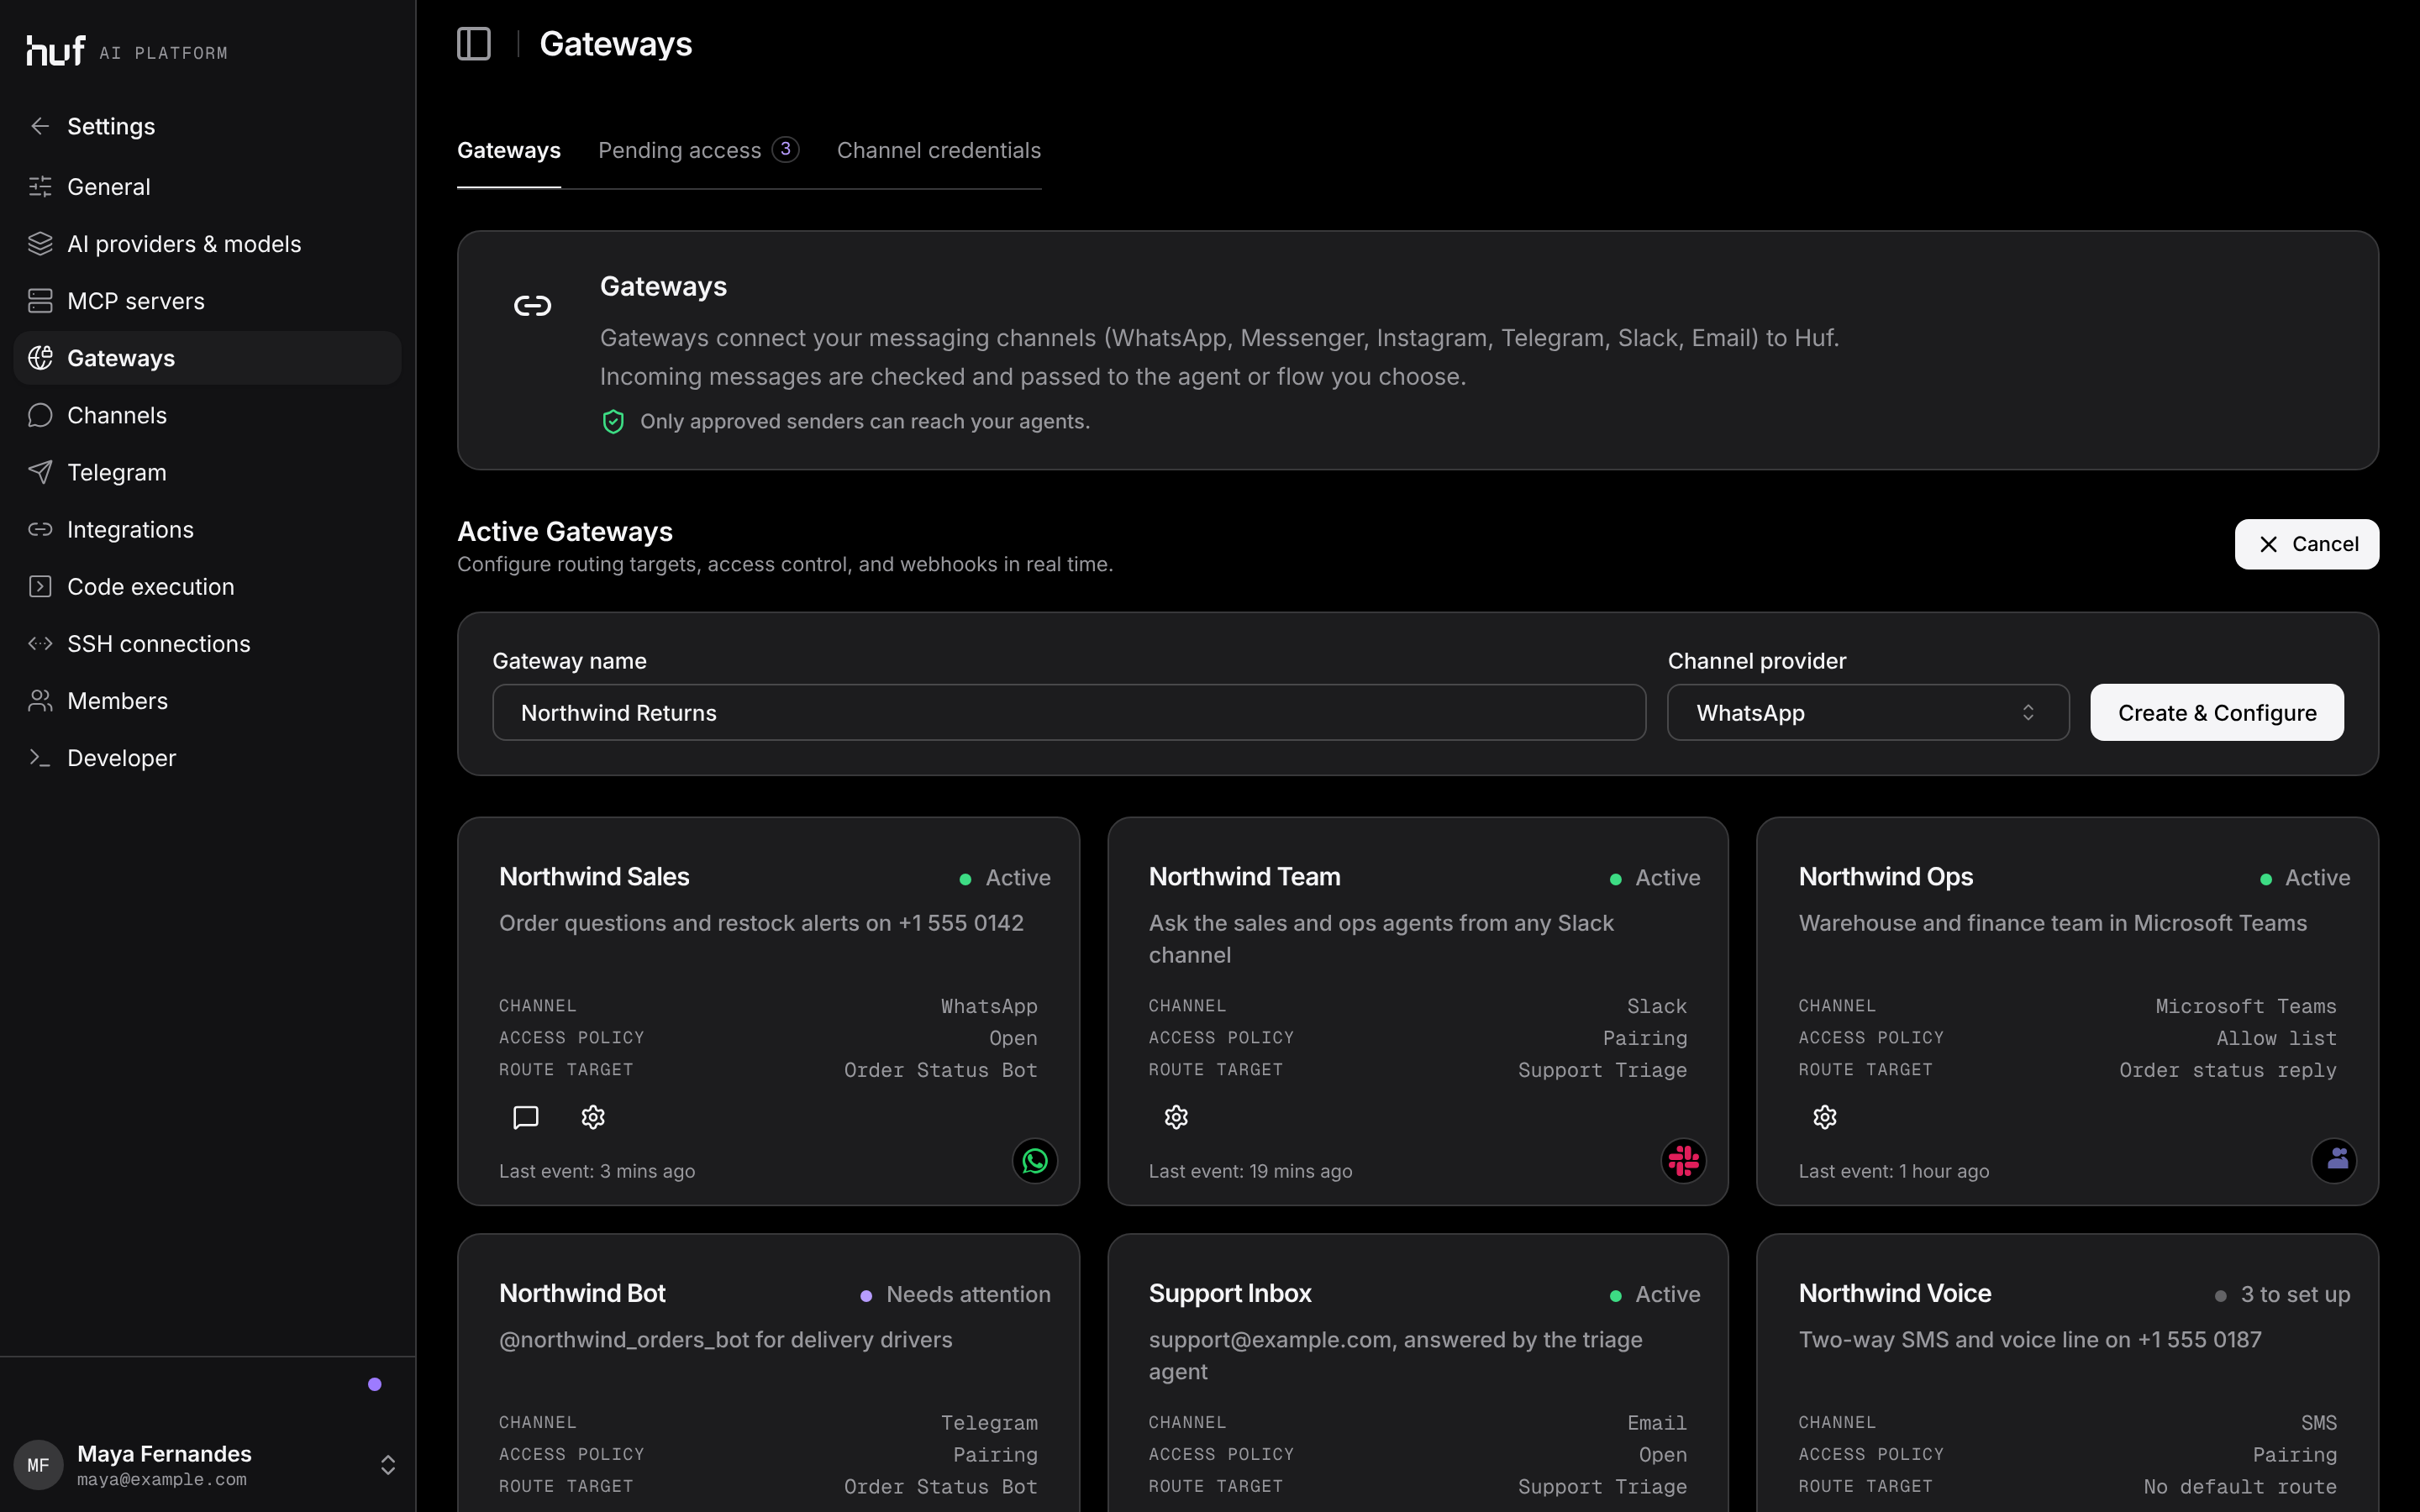 huf AI PLATFORM
Settings
General
AI providers & models
MCP servers
Gateways
Channels
Telegram
Integrations
Code execution
SSH connections
Members
Developer
MF
Maya Fernandes
maya@example.com
Gateways
Gateways
Pending access 3
Channel credentials
Gateways
Gateways connect your messaging channels (WhatsApp, Messenger, Instagram, Telegram, Slack, Email) to Huf.
Incoming messages are checked and passed to the agent or flow you choose.
Only approved senders can reach your agents.
Active Gateways
Configure routing targets, access control, and webhooks in real time.
Cancel
Gateway name
Northwind Returns
Channel provider
WhatsApp
Create & Configure
Northwind Sales
Active
Order questions and restock alerts on +1 555 0142
CHANNEL WhatsApp
ACCESS POLICY Open
ROUTE TARGET Order Status Bot
Last event: 3 mins ago
Northwind Team
Active
Ask the sales and ops agents from any Slack
channel
CHANNEL Slack
ACCESS POLICY Pairing
ROUTE TARGET Support Triage
Last event: 19 mins ago
Northwind Ops
Active
Warehouse and finance team in Microsoft Teams
CHANNEL Microsoft Teams
ACCESS POLICY Allow list
ROUTE TARGET Order status reply
Last event: 1 hour ago
Northwind Bot
Needs attention
@northwind_orders_bot for delivery drivers
CHANNEL Telegram
ACCESS POLICY Pairing
ROUTE TARGET Order Status Bot
Support Inbox
Active
support@example.com, answered by the triage
agent
CHANNEL Email
ACCESS POLICY Open
ROUTE TARGET Support Triage
Northwind Voice
3 to set up
Two-way SMS and voice line on +1 555 0187
CHANNEL SMS
ACCESS POLICY Pairing
ROUTE TARGET No default route